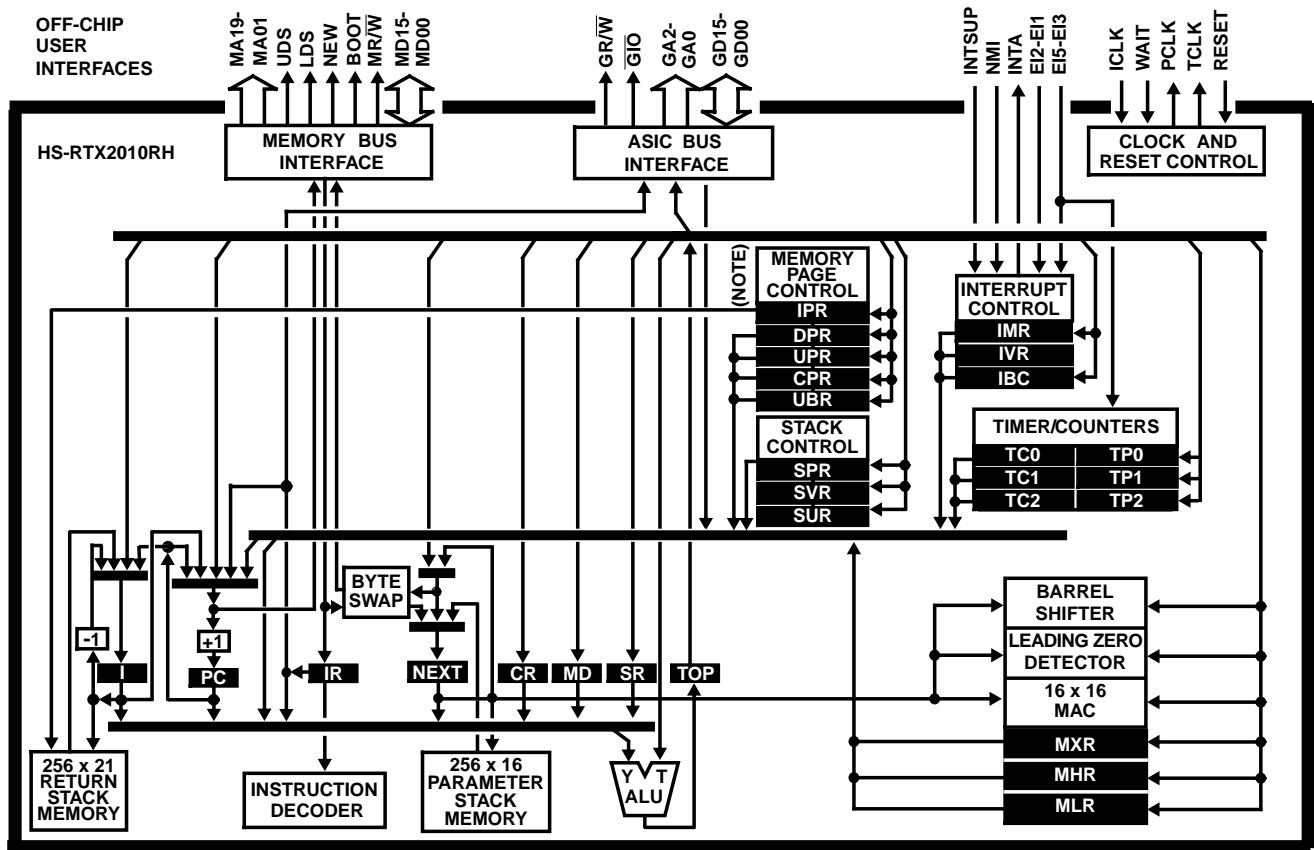 OFF-CHIP
USER
INTERFACES
MA19-
MA01
UDS
LDS
NEW
BOOT
MR/W
MD15-
MD00
GR/W
GIO
GA2-
GA0
GD15-
GD00
INTSUP
NMI
INTA
EI2-EI1
EI5-EI3
ICLK
WAIT
PCLK
TCLK
RESET
HS-RTX2010RH
MEMORY BUS
INTERFACE
ASIC BUS
INTERFACE
CLOCK AND
RESET CONTROL
(NOTE)
MEMORY
PAGE
CONTROL
IPR
DPR
UPR
CPR
UBR
STACK
CONTROL
SPR
SVR
SUR
INTERRUPT
CONTROL
IMR
IVR
IBC
TIMER/COUNTERS
TC0 TP0
TC1 TP1
TC2 TP2
BYTE
SWAP
-1
+1
I
PC
IR
NEXT
CR
MD
SR
TOP
BARREL
SHIFTER
LEADING ZERO
DETECTOR
16 x 16
MAC
MXR
MHR
MLR
256 x 21
RETURN
STACK
MEMORY
INSTRUCTION
DECODER
256 x 16
PARAMETER
STACK
MEMORY
Y T
ALU